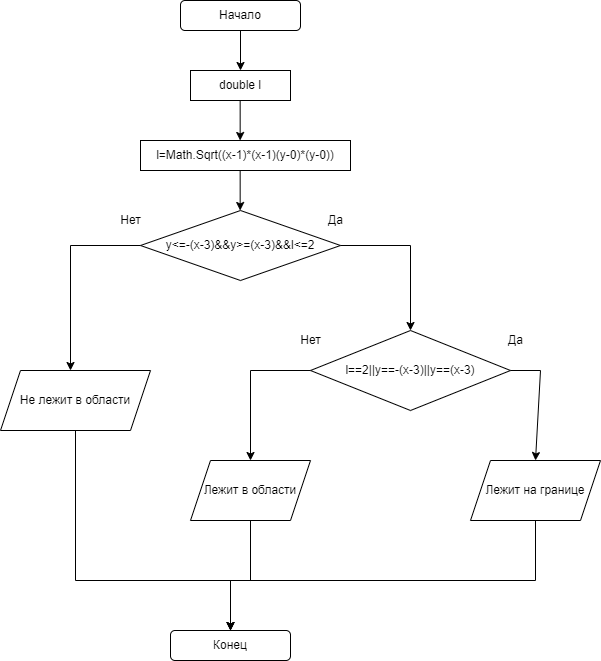 Начало
double l
l=Math.Sqrt((x-1)*(x-1)(y-0)*(y-0))
Нет
Да
y<=-(x-3)&&y>=(x-3)&&l<=2
Нет
Да
l==2||y==-(x-3)||y==(x-3)
Не лежит в области
Лежит в области
Лежит на границе
Конец